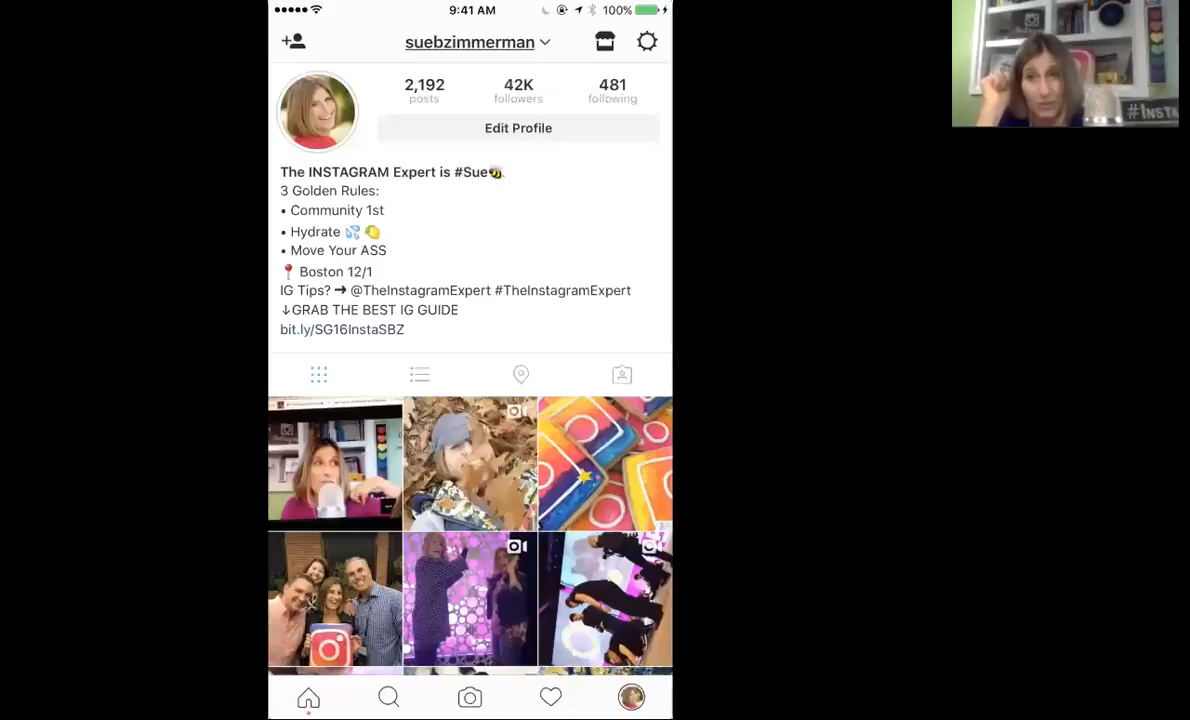 9:41 AM
100%
suebzimmerman
2,192
42K
481
posts
followers
following
Edit Profile
The INSTAGRAM Expert is #Sue🐝
3 Golden Rules:
• Community 1st
• Hydrate 💦 🍋
• Move Your ASS
📍 Boston 12/1
IG Tips? ➞ @TheInstagramExpert #TheInstagramExpert
↓GRAB THE BEST IG GUIDE
bit.ly/SG16InstaSBZ
#INSTA